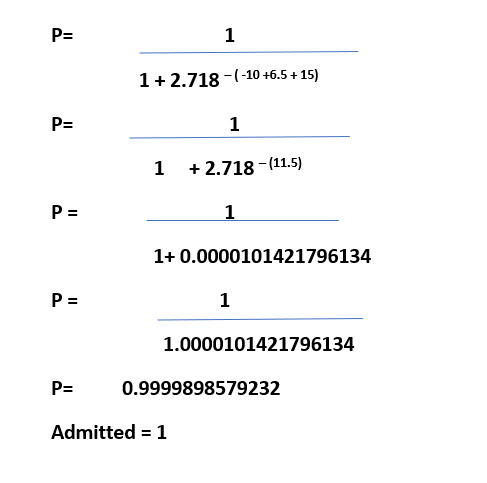 P= 1
1 + 2.718 – ( -10 +6.5 + 15)
P= 1
1 + 2.718 – (11.5)
P = 1
1+ 0.0000101421796134
P = 1
1.0000101421796134
P= 0.9999898579232
Admitted = 1